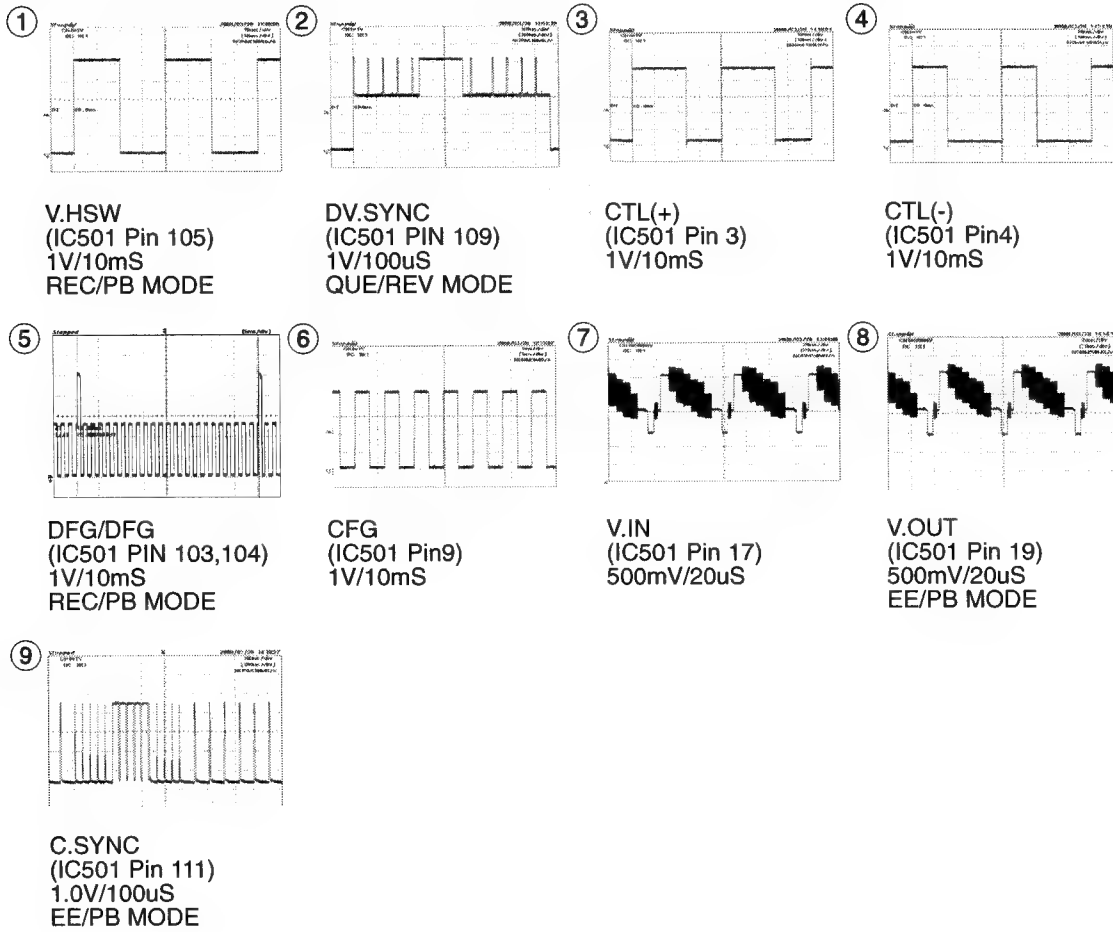 ①
V.HSW
(IC501 Pin 105)
1V/10mS
REC/PB MODE
②
DV.SYNC
(IC501 PIN 109)
1V/100uS
QUE/REV MODE
③
CTL(+)
(IC501 Pin 3)
1V/10mS
④
CTL(-)
(IC501 Pin4)
1V/10mS
⑤
Stopped
DFG/DFG
(IC501 PIN 103,104)
1V/10mS
REC/PB MODE
⑥
CFG
(IC501 Pin9)
1V/10mS
⑦
V.IN
(IC501 Pin 17)
500mV/20uS
⑧
V.OUT
(IC501 Pin 19)
500mV/20uS
EE/PB MODE
⑨
C.SYNC
(IC501 Pin 111)
1.0V/100uS
EE/PB MODE